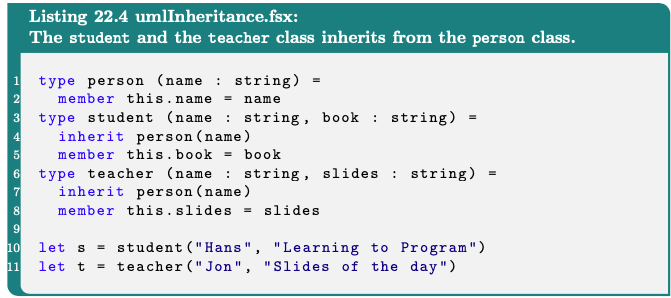 Listing 22.4 umlInheritance.fsx:
The student and the teacher class inherits from the person class.
1 type person (name : string) =
2   member this.name = name
3 type student (name : string, book : string) =
4   inherit person(name)
5   member this.book = book
6 type teacher (name : string, slides : string) =
7   inherit person(name)
8   member this.slides = slides
9
10 let s = student("Hans", "Learning to Program")
11 let t = teacher("Jon", "Slides of the day")